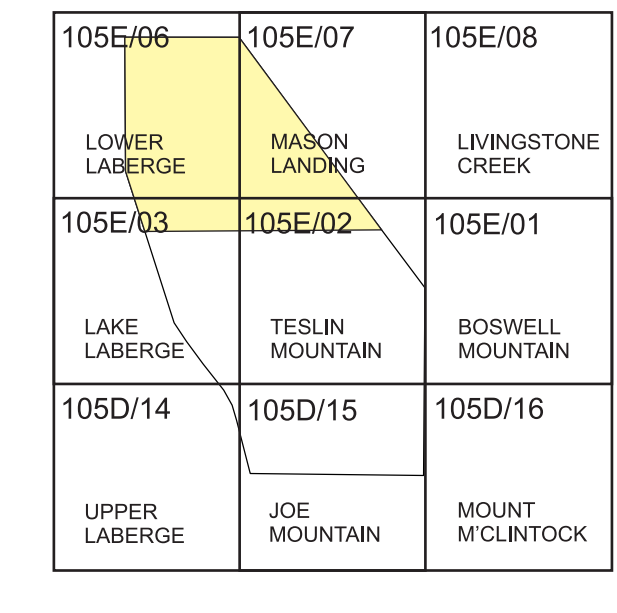 105E/06
LOWER
LABERGE
105E/07
MASON
LANDING
105E/08
LIVINGSTONE
CREEK
105E/03
LAKE
LABERGE
105E/02
TESLIN
MOUNTAIN
105E/01
BOSWELL
MOUNTAIN
105D/14
UPPER
LABERGE
105D/15
JOE
MOUNTAIN
105D/16
MOUNT
M'CLINTOCK